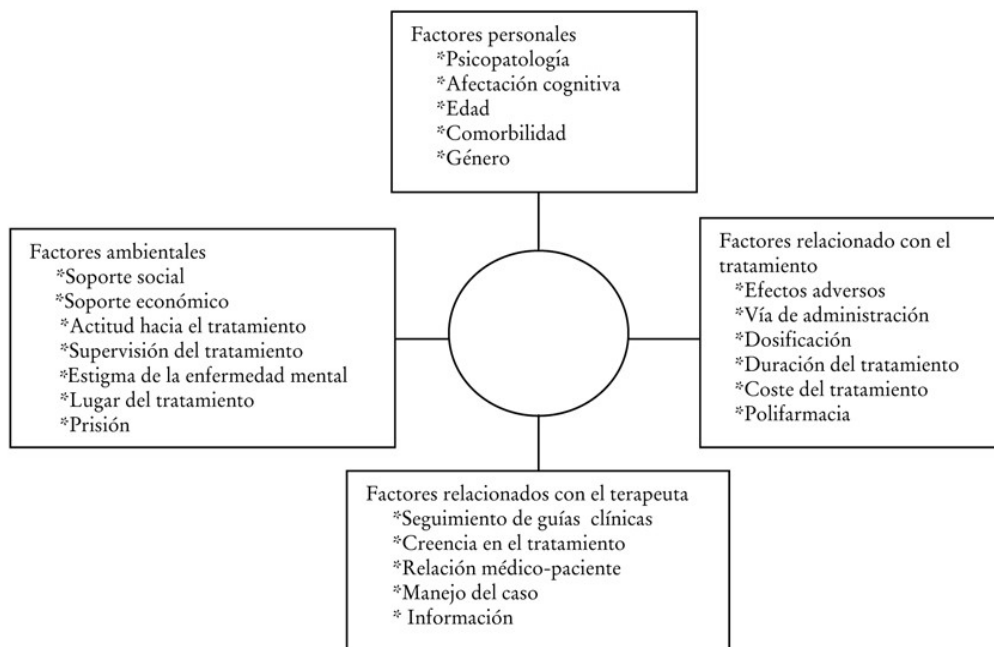 Factores personales
*Psicopatología
*Afectación cognitiva
*Edad
*Comorbilidad
*Género
Factores ambientales
*Soporte social
*Soporte económico
*Actitud hacia el tratamiento
*Supervisión del tratamiento
*Estigma de la enfermedad mental
*Lugar del tratamiento
*Prisión
Factores relacionado con el
tratamiento
*Efectos adversos
*Vía de administración
*Dosificación
*Duración del tratamiento
*Coste del tratamiento
*Polifarmacia
Factores relacionados con el terapeuta
*Seguimiento de guías clínicas
*Creencia en el tratamiento
*Relación médico-paciente
*Manejo del caso
* Información